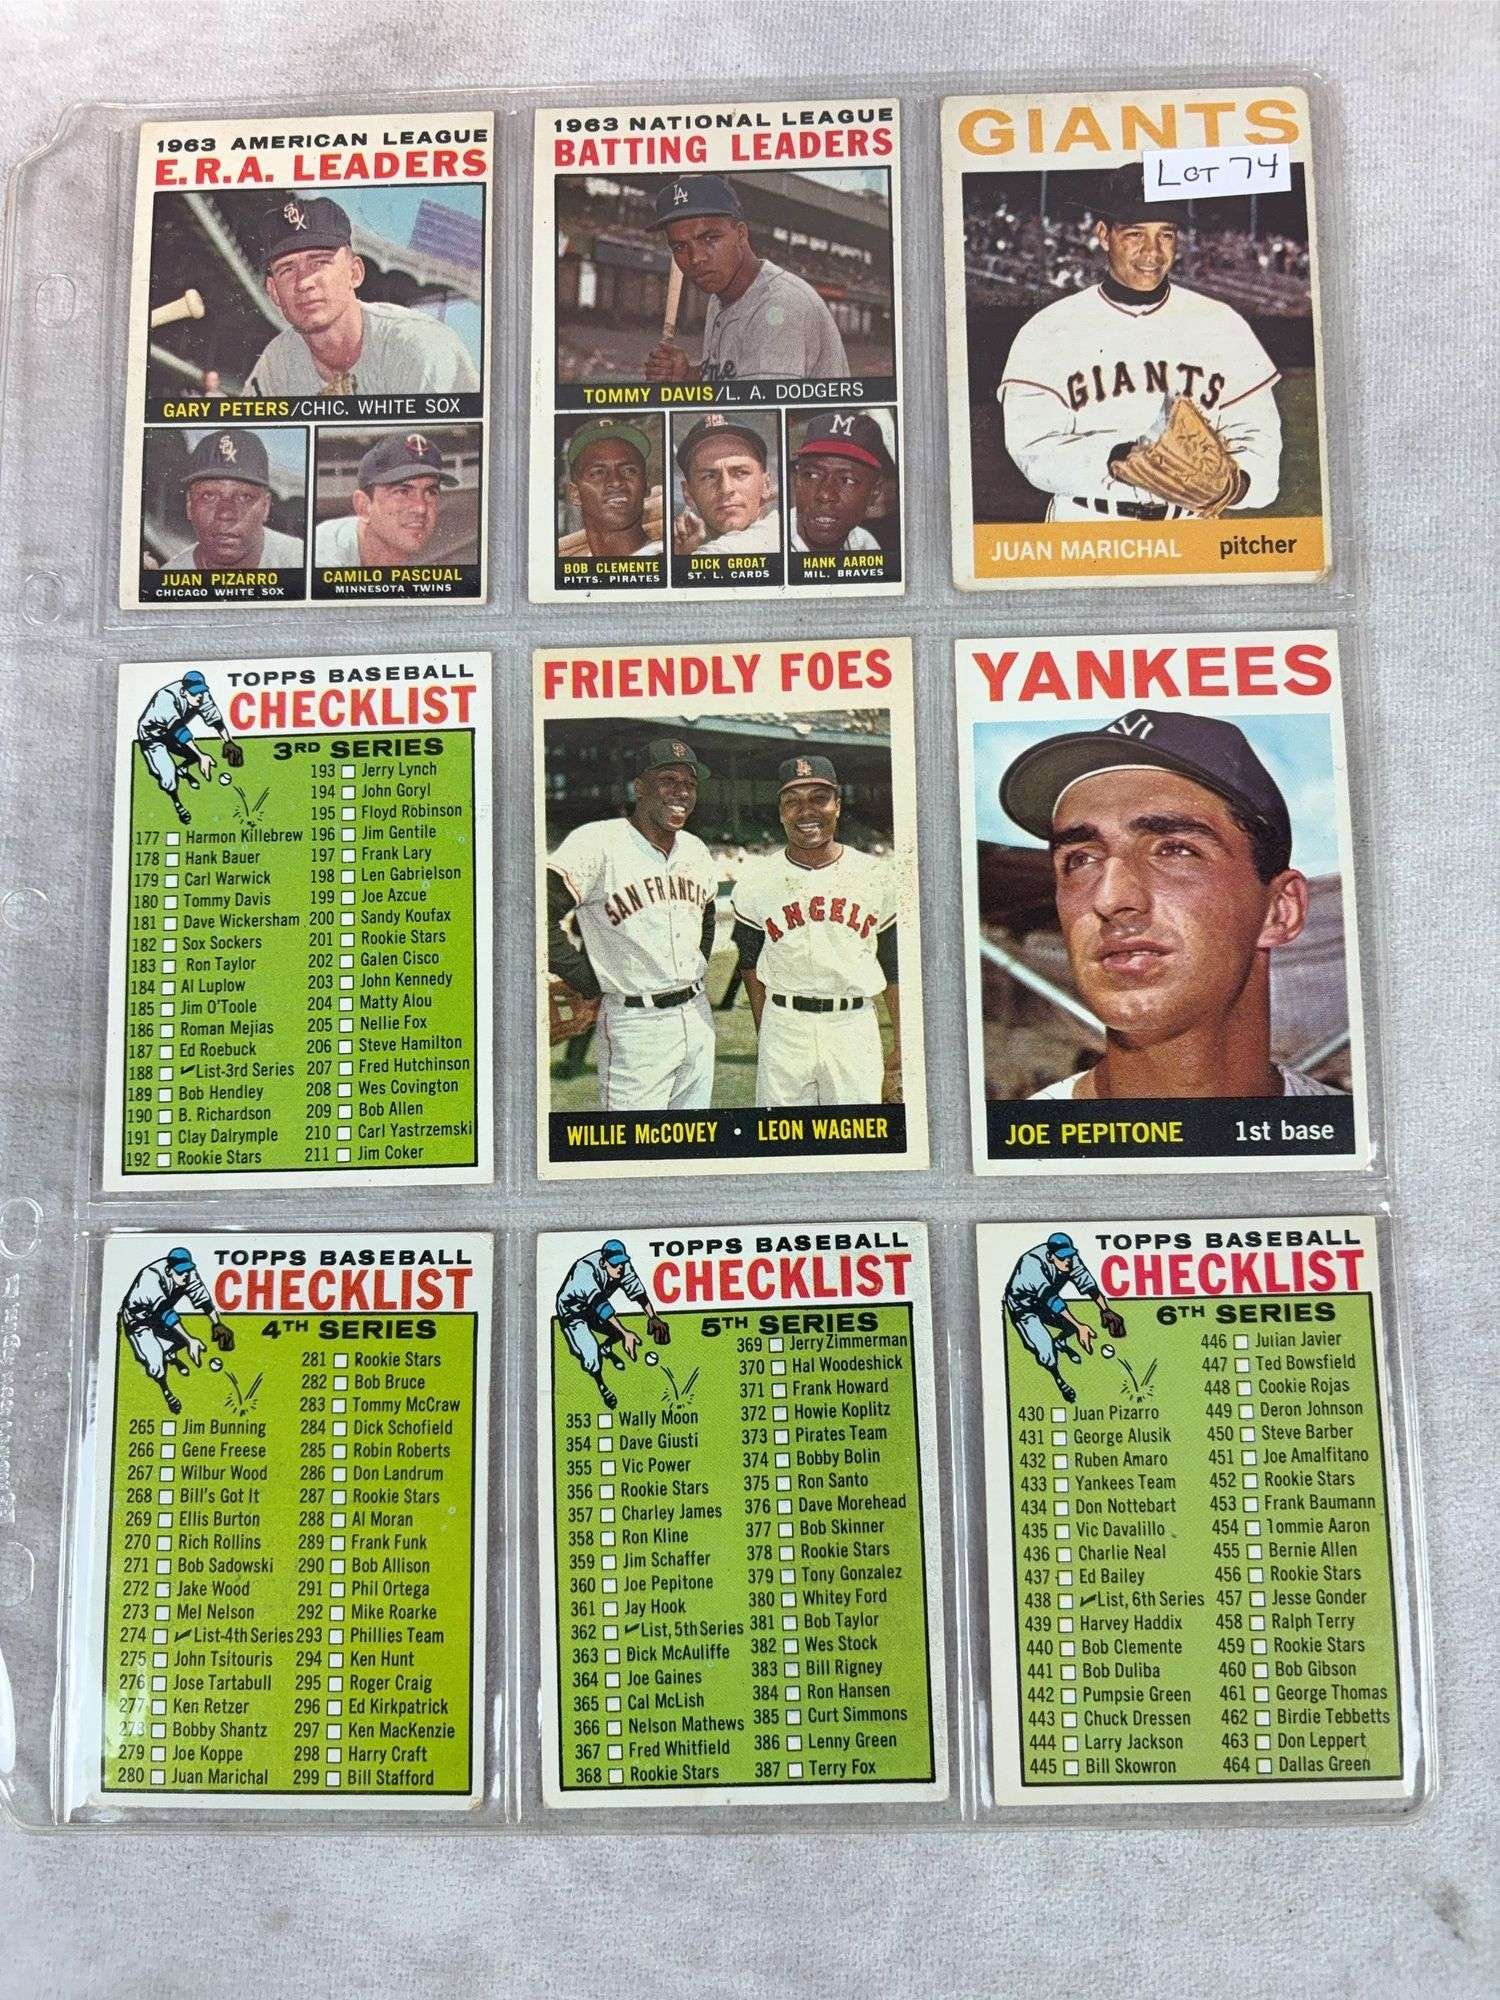 1963 AMERICAN LEAGUE
E.R.A. LEADERS
SOX
GARY PETERS/CHIC. WHITE SOX
SOX
JUAN PIZARRO
CHICAGO WHITE SOX
CAMILO PASCUAL
MINNESOTA TWINS
1963 NATIONAL LEAGUE
BATTING LEADERS
LA
TOMMY DAVIS/L. A. DODGERS
BOB CLEMENTE
PITTS. PIRATES
DICK GROAT
ST. L. CARDS
M
HANK AARON
MIL. BRAVES
GIANTS
LOT 74
GIANTS
JUAN MARICHAL pitcher
TOPPS BASEBALL
CHECKLIST
3RD SERIES
193 Jerry Lynch
194 John Goryl
195 Floyd Robinson
177 Harmon Killebrew 196 Jim Gentile
178 Hank Bauer 197 Frank Lary
179 Carl Warwick 198 Len Gabrielson
180 Tommy Davis 199 Joe Azcue
181 Dave Wickersham 200 Sandy Koufax
182 Sox Sockers 201 Rookie Stars
183 Ron Taylor 202 Galen Cisco
184 Al Luplow 203 John Kennedy
185 Jim O'Toole 204 Matty Alou
186 Roman Mejias 205 Nellie Fox
187 Ed Roebuck 206 Steve Hamilton
188 List-3rd Series 207 Fred Hutchinson
189 Bob Hendley 208 Wes Covington
190 B. Richardson 209 Bob Allen
191 Clay Dalrymple 210 Carl Yastrzemski
192 Rookie Stars 211 Jim Coker
FRIENDLY FOES
SF
LA
SAN FRANCIS
ANGELS
WILLIE McCOVEY • LEON WAGNER
YANKEES
NY
JOE PEPITONE 1st base
TOPPS BASEBALL
CHECKLIST
4TH SERIES
281 Rookie Stars
282 Bob Bruce
283 Tommy McCraw
265 Jim Bunning 284 Dick Schofield
266 Gene Freese 285 Robin Roberts
267 Wilbur Wood 286 Don Landrum
268 Bill's Got It 287 Rookie Stars
269 Ellis Burton 288 Al Moran
270 Rich Rollins 289 Frank Funk
271 Bob Sadowski 290 Bob Allison
272 Jake Wood 291 Phil Ortega
273 Mel Nelson 292 Mike Roarke
274 List-4th Series 293 Phillies Team
275 John Tsitouris 294 Ken Hunt
276 Jose Tartabull 295 Roger Craig
277 Ken Retzer 296 Ed Kirkpatrick
278 Bobby Shantz 297 Ken MacKenzie
279 Joe Koppe 298 Harry Craft
280 Juan Marichal 299 Bill Stafford
TOPPS BASEBALL
CHECKLIST
5TH SERIES
369 Jerry Zimmerman
370 Hal Woodeshick
371 Frank Howard
353 Wally Moon 372 Howie Koplitz
354 Dave Giusti 373 Pirates Team
355 Vic Power 374 Bobby Bolin
356 Rookie Stars 375 Ron Santo
357 Charley James 376 Dave Morehead
358 Ron Kline 377 Bob Skinner
359 Jim Schaffer 378 Rookie Stars
360 Joe Pepitone 379 Tony Gonzalez
361 Jay Hook 380 Whitey Ford
362 List, 5th Series 381 Bob Taylor
363 Dick McAuliffe 382 Wes Stock
364 Joe Gaines 383 Bill Rigney
365 Cal McLish 384 Ron Hansen
366 Nelson Mathews 385 Curt Simmons
367 Fred Whitfield 386 Lenny Green
368 Rookie Stars 387 Terry Fox
TOPPS BASEBALL
CHECKLIST
6TH SERIES
446 Julian Javier
447 Ted Bowsfield
448 Cookie Rojas
430 Juan Pizarro 449 Deron Johnson
431 George Alusik 450 Steve Barber
432 Ruben Amaro 451 Joe Amalfitano
433 Yankees Team 452 Rookie Stars
434 Don Nottebart 453 Frank Baumann
435 Vic Davalillo 454 Tommie Aaron
436 Charlie Neal 455 Bernie Allen
437 Ed Bailey 456 Rookie Stars
438 List, 6th Series 457 Jesse Gonder
439 Harvey Haddix 458 Ralph Terry
440 Bob Clemente 459 Rookie Stars
441 Bob Duliba 460 Bob Gibson
442 Pumpsie Green 461 George Thomas
443 Chuck Dressen 462 Birdie Tebbetts
444 Larry Jackson 463 Don Leppert
445 Bill Skowron 464 Dallas Green